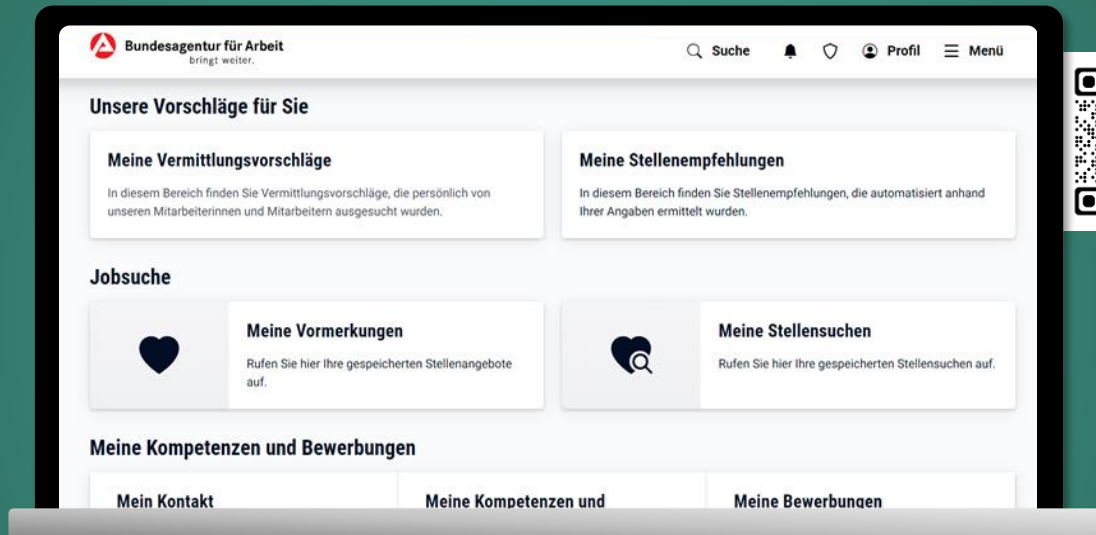 Bundesagentur für Arbeit
bringt weiter.
Suche
Profil
Menü
Unsere Vorschläge für Sie
Meine Vermittlungsvorschläge
In diesem Bereich finden Sie Vermittlungsvorschläge, die persönlich von
unseren Mitarbeiterinnen und Mitarbeitern ausgesucht wurden.
Meine Stellenempfehlungen
In diesem Bereich finden Sie Stellenempfehlungen, die automatisiert anhand
Ihrer Angaben ermittelt wurden.
Jobsuche
Meine Vormerkungen
Rufen Sie hier Ihre gespeicherten Stellenangebote
auf.
Meine Stellensuchen
Rufen Sie hier Ihre gespeicherten Stellensuchen auf.
Meine Kompetenzen und Bewerbungen
Mein Kontakt
Meine Kompetenzen und
Meine Bewerbungen